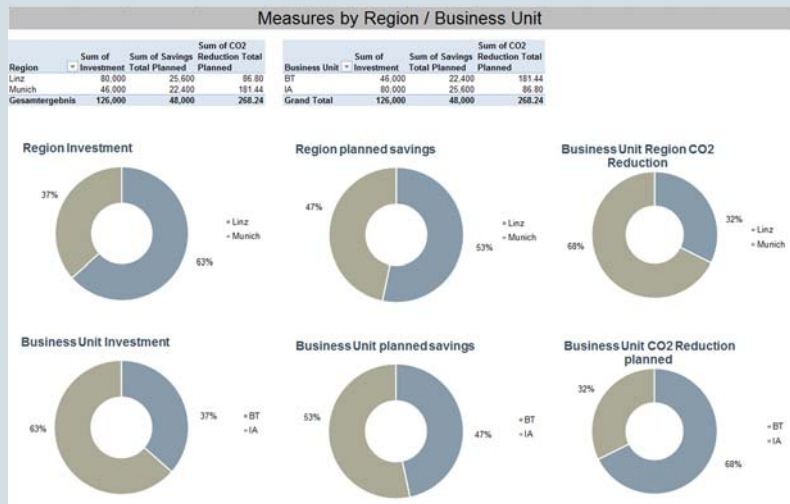 Measures by Region / Business Unit
Region Sum of Investment Sum of Savings Total Planned Sum of CO2 Reduction Total Planned
Linz 80,000 25,600 86.80
Munich 46,000 22,400 181.44
Gesamtergebnis 126,000 48,000 268.24
Business Unit Sum of Investment Sum of Savings Total Planned Sum of CO2 Reduction Total Planned
BT 46,000 22,400 181.44
IA 80,000 25,600 86.80
Grand Total 126,000 48,000 268.24
Region Investment
37%
Linz
Munich
63%
Region planned savings
47%
Linz
Munich
53%
Business Unit Region CO2
Reduction
32%
Linz
Munich
68%
Business Unit Investment
37%
BT
IA
63%
Business Unit planned savings
53%
BT
IA
47%
Business Unit CO2 Reduction
planned
32%
BT
IA
68%